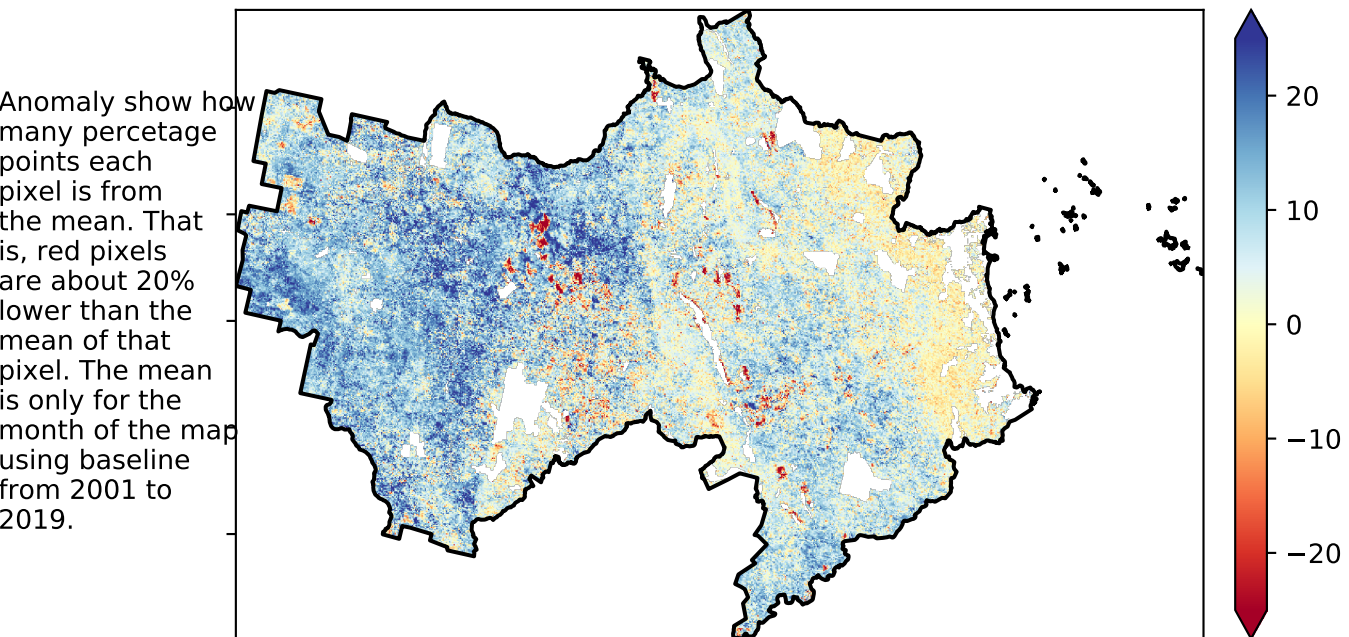 Anomaly show how
many percetage
points each
pixel is from
the mean. That
is, red pixels
are about 20%
lower than the
mean of that
pixel. The mean
is only for the
month of the map
using baseline
from 2001 to
2019.
20
10
0
−10
−20